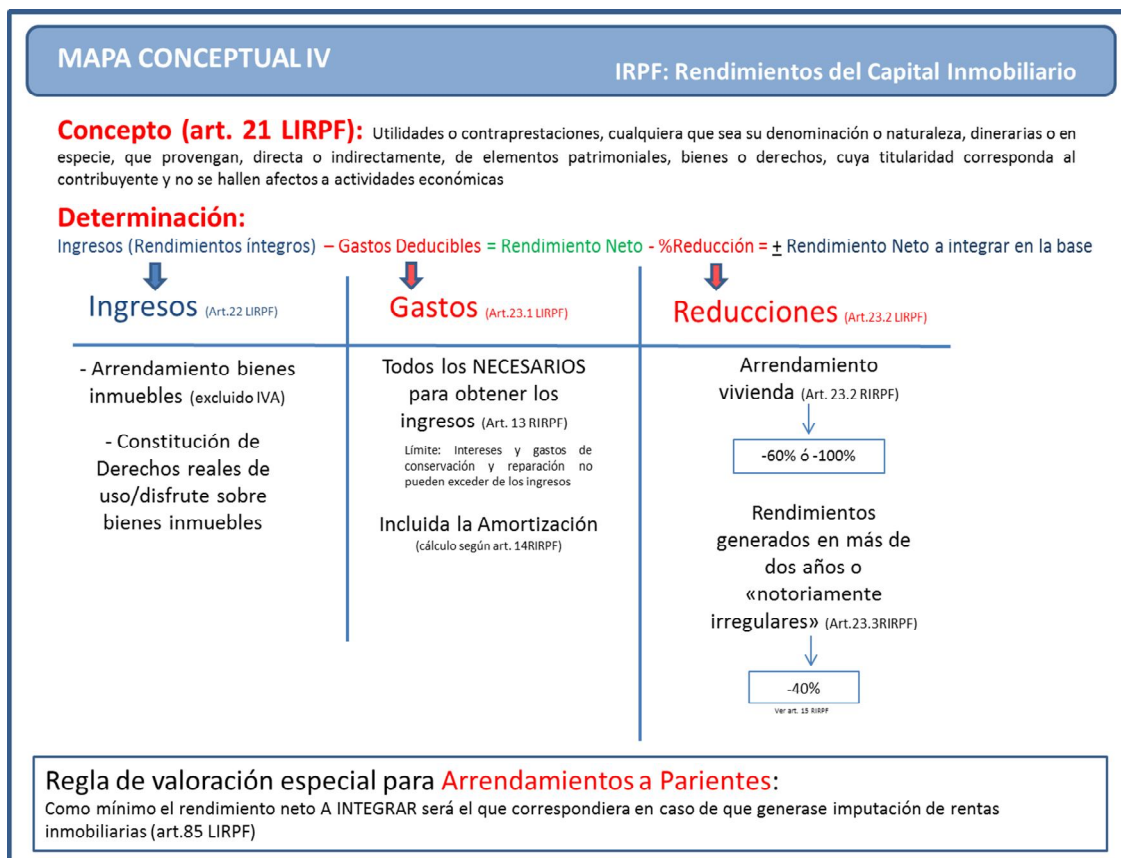 MAPA CONCEPTUAL IV
IRPF: Rendimientos del Capital Inmobiliario
Concepto (art. 21 LIRPF): Utilidades o contraprestaciones, cualquiera que sea su denominación o naturaleza, dinerarias o en
especie, que provengan, directa o indirectamente, de elementos patrimoniales, bienes o derechos, cuya titularidad corresponda al
contribuyente y no se hallen afectos a actividades económicas
Determinación:
Ingresos (Rendimientos íntegros) – Gastos Deducibles = Rendimiento Neto - %Reducción = ± Rendimiento Neto a integrar en la base
Ingresos (Art.22 LIRPF)
- Arrendamiento bienes
inmuebles (excluido IVA)
- Constitución de
Derechos reales de
uso/disfrute sobre
bienes inmuebles
Gastos (Art.23.1 LIRPF)
Todos los NECESARIOS
para obtener los
ingresos (Art. 13 RIRPF)
Límite: Intereses y gastos de
conservación y reparación no
pueden exceder de los ingresos
Incluida la Amortización
(cálculo según art. 14RIRPF)
Reducciones (Art.23.2 LIRPF)
Arrendamiento
vivienda (Art. 23.2 RIRPF)
-60% ó -100%
Rendimientos
generados en más de
dos años o
«notoriamente
irregulares» (Art.23.3RIRPF)
-40%
Ver art. 15 RIRPF
Regla de valoración especial para Arrendamientos a Parientes:
Como mínimo el rendimiento neto A INTEGRAR será el que correspondiera en caso de que generase imputación de rentas
inmobiliarias (art.85 LIRPF)